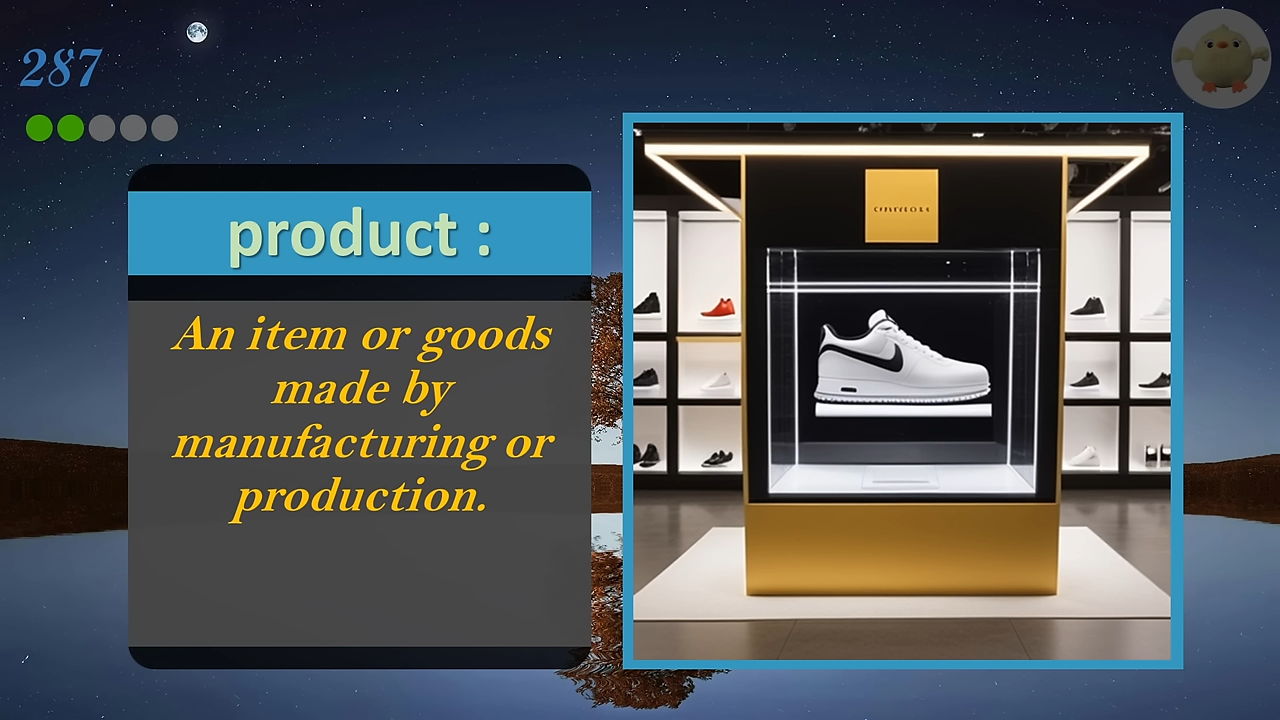 287
product :
An item or goods
made by
manufacturing or
production.